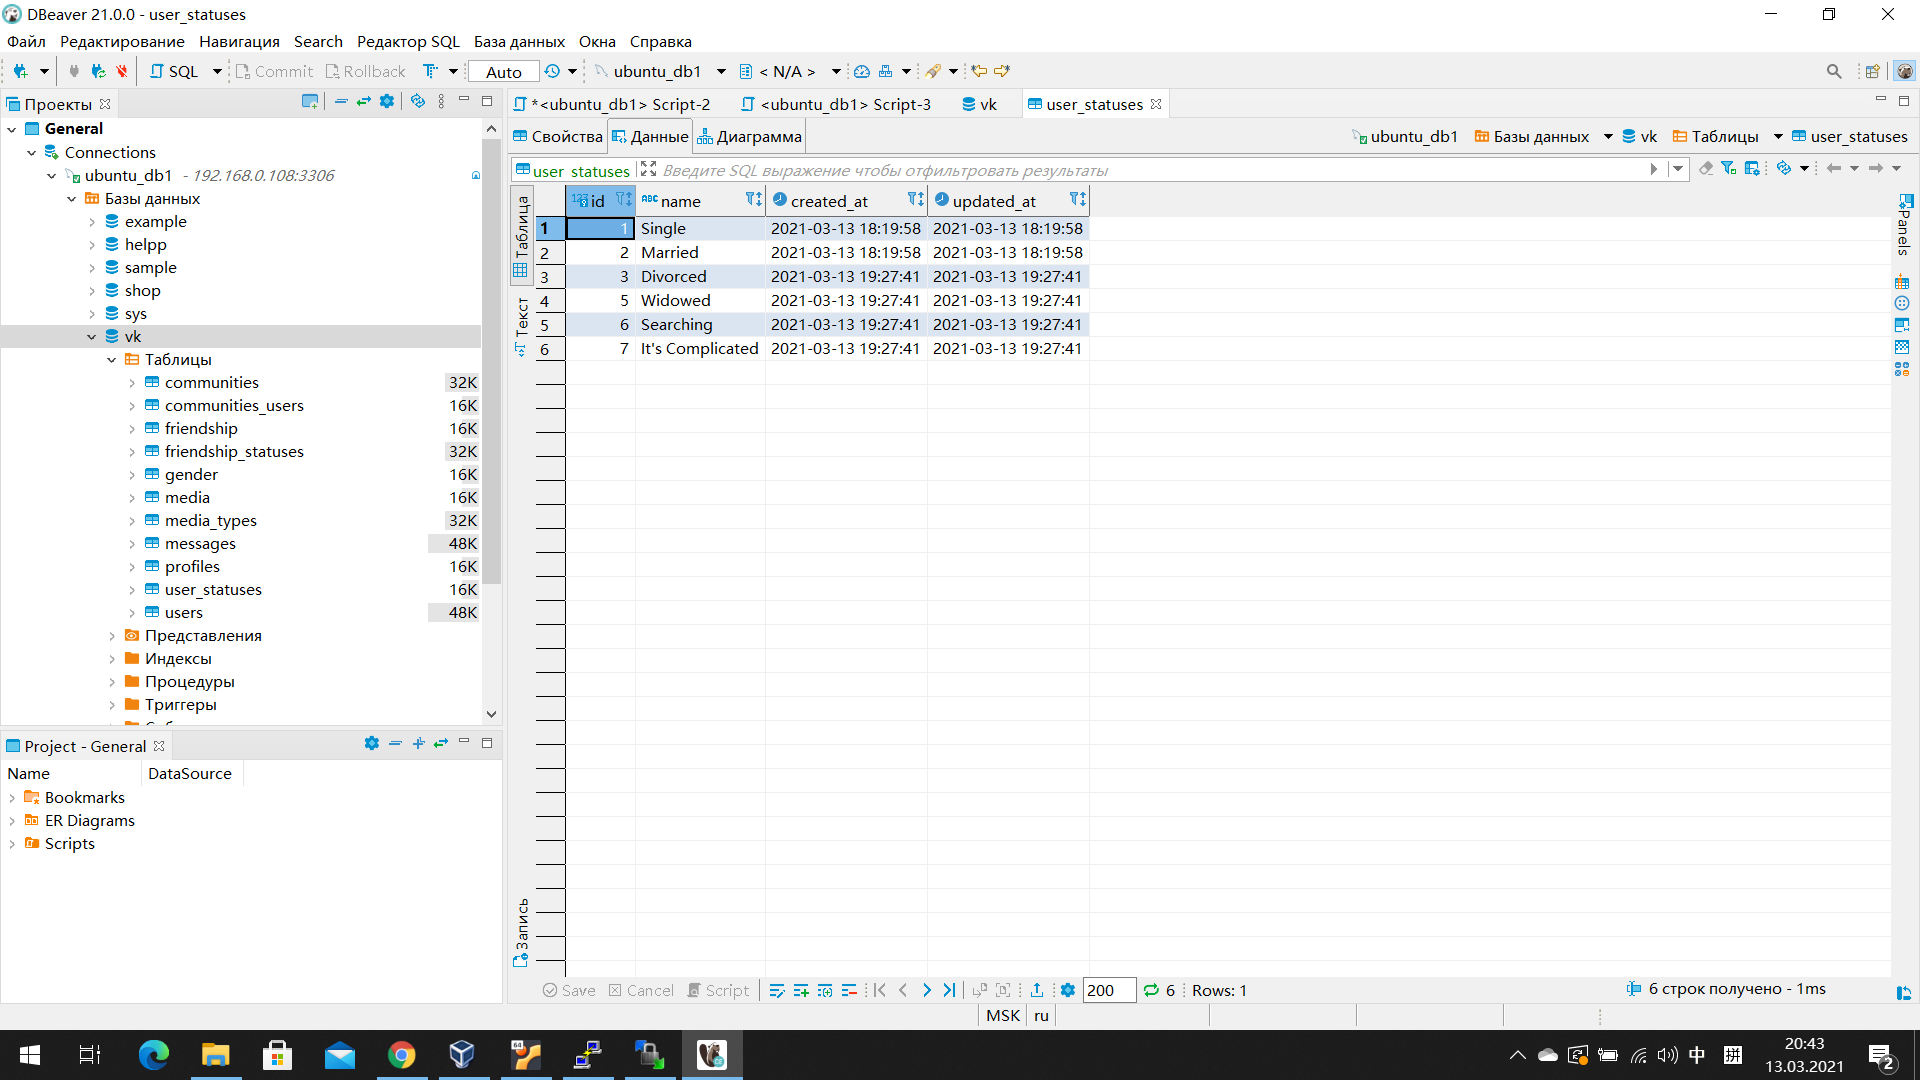 DBeaver 21.0.0 - user_statuses
Файл Редактирование Навигация Search Редактор SQL База данных Окна Справка
SQL Commit Rollback Auto ubuntu_db1 < N/A >
Проекты
*<ubuntu_db1> Script-2 <ubuntu_db1> Script-3 vk user_statuses
Свойства Данные Диаграмма ubuntu_db1 Базы данных vk Таблицы user_statuses
user_statuses Введите SQL выражение чтобы отфильтровать результаты
General
Connections
ubuntu_db1 - 192.168.0.108:3306
Базы данных
example
helpp
sample
shop
sys
vk
Таблицы
communities 32K
communities_users 16K
friendship 16K
friendship_statuses 32K
gender 16K
media 16K
media_types 32K
messages 48K
profiles 16K
user_statuses 16K
users 48K
Представления
Индексы
Процедуры
Триггеры
Таблица
Текст
Запись
Panels
123 id ABC name created_at updated_at
1 1 Single 2021-03-13 18:19:58 2021-03-13 18:19:58
2 2 Married 2021-03-13 18:19:58 2021-03-13 18:19:58
3 3 Divorced 2021-03-13 19:27:41 2021-03-13 19:27:41
4 5 Widowed 2021-03-13 19:27:41 2021-03-13 19:27:41
5 6 Searching 2021-03-13 19:27:41 2021-03-13 19:27:41
6 7 It's Complicated 2021-03-13 19:27:41 2021-03-13 19:27:41
Project - General
Name DataSource
Bookmarks
ER Diagrams
Scripts
Save Cancel Script 200 6 Rows: 1 6 строк получено - 1ms
MSK ru
64
CE
中 拼
20:43
13.03.2021
2